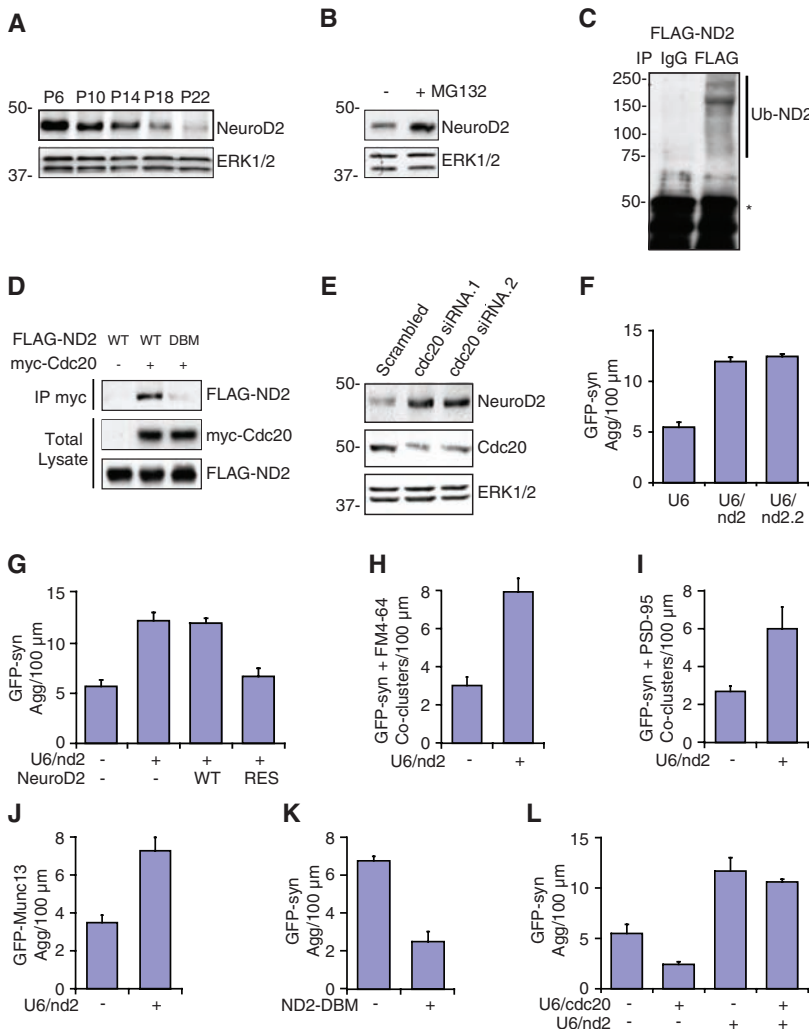 A
P6 P10 P14 P18 P22
50-
NeuroD2
ERK1/2
37-
B
- + MG132
50-
NeuroD2
ERK1/2
37-
C
FLAG-ND2
IP IgG FLAG
250-
150-
100-
75-
50-
Ub-ND2
*
D
FLAG-ND2 WT WT DBM
myc-Cdc20 - + +
IP myc
FLAG-ND2
Total
Lysate
myc-Cdc20
FLAG-ND2
E
Scrambled
cdc20 siRNA.1
cdc20 siRNA.2
50-
NeuroD2
50-
Cdc20
ERK1/2
37-
F
GFP-syn
Agg/100 µm
15
10
5
0
U6 U6/ U6/
nd2 nd2.2
G
GFP-syn
Agg/100 µm
15
10
5
0
U6/nd2 - + + +
NeuroD2 - - WT RES
H
GFP-syn + FM4-64
Co-clusters/100 µm
8
6
4
2
0
U6/nd2 - +
I
GFP-syn + PSD-95
Co-clusters/100 µm
8
6
4
2
0
U6/nd2 - +
J
GFP-Munc13
Agg/100 µm
8
6
4
2
0
U6/nd2 - +
K
GFP-syn
Agg/100 µm
8
6
4
2
0
ND2-DBM - +
L
GFP-syn
Agg/100 µm
15
10
5
0
U6/cdc20 - + - +
U6/nd2 - - + +